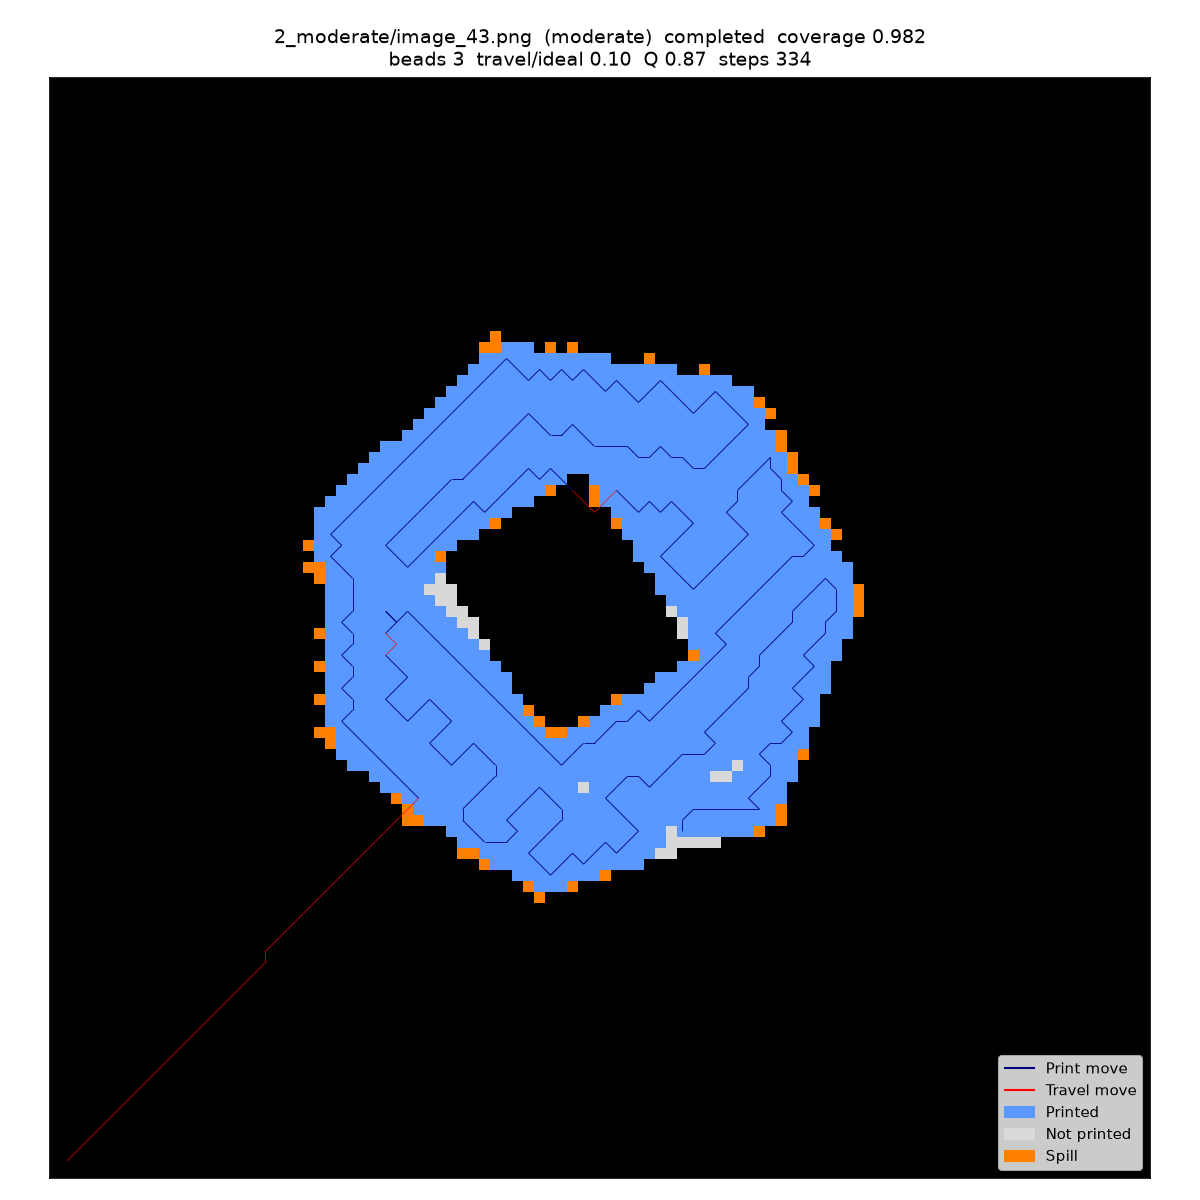 2_moderate/image_43.png  (moderate)  completed  coverage 0.982
beads 3  travel/ideal 0.10  Q 0.87  steps 334
Print move
Travel move
Printed
Not printed
Spill